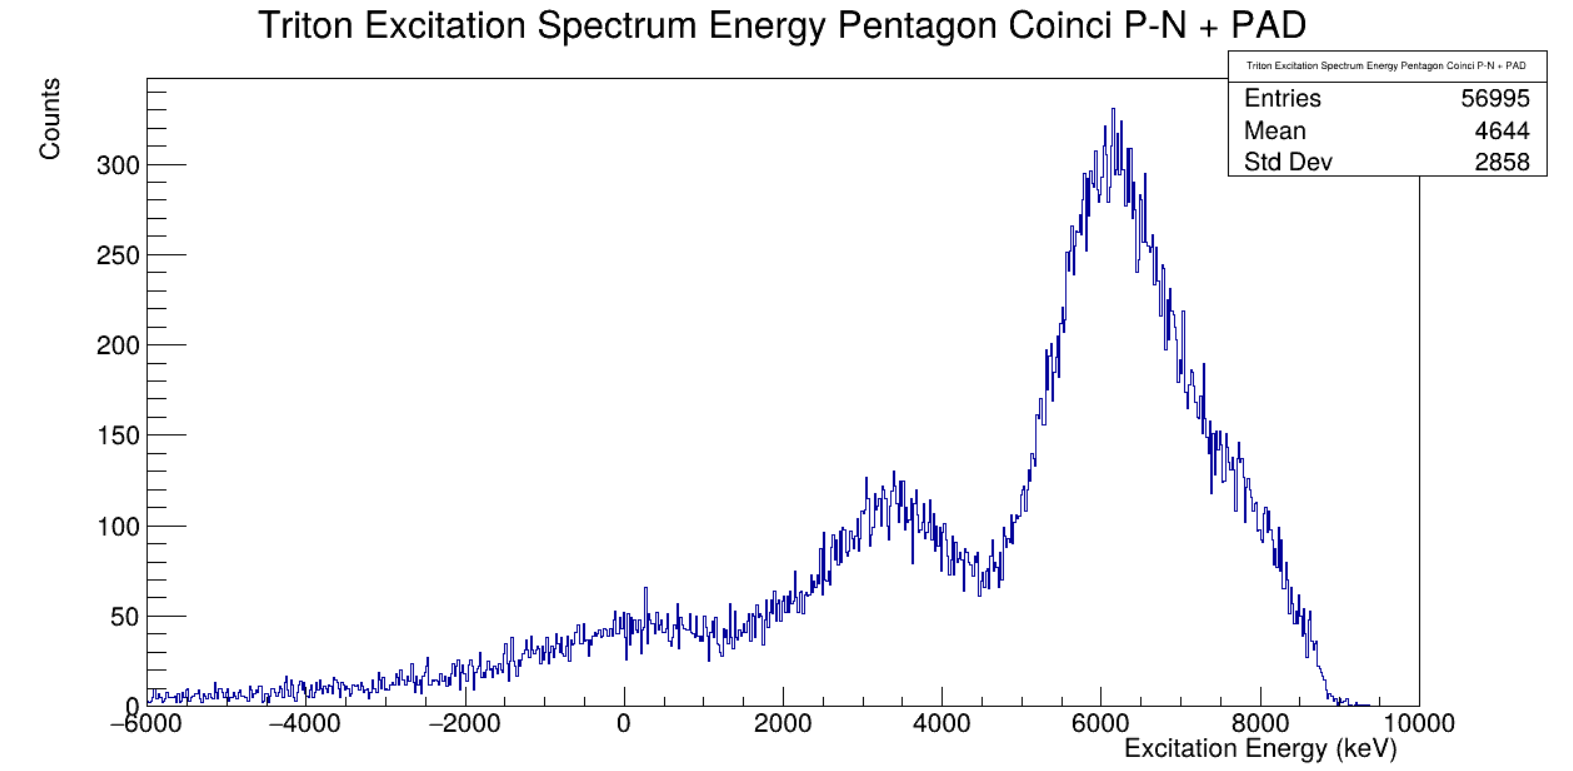 Triton Excitation Spectrum Energy Pentagon Coinci P-N + PAD
Triton Excitation Spectrum Energy Pentagon Coinci P-N + PAD
Entries 56995
Mean 4644
Std Dev 2858
Counts
300
250
200
150
100
50
0
−6000 −4000 −2000 0 2000 4000 6000 8000 10000
Excitation Energy (keV)